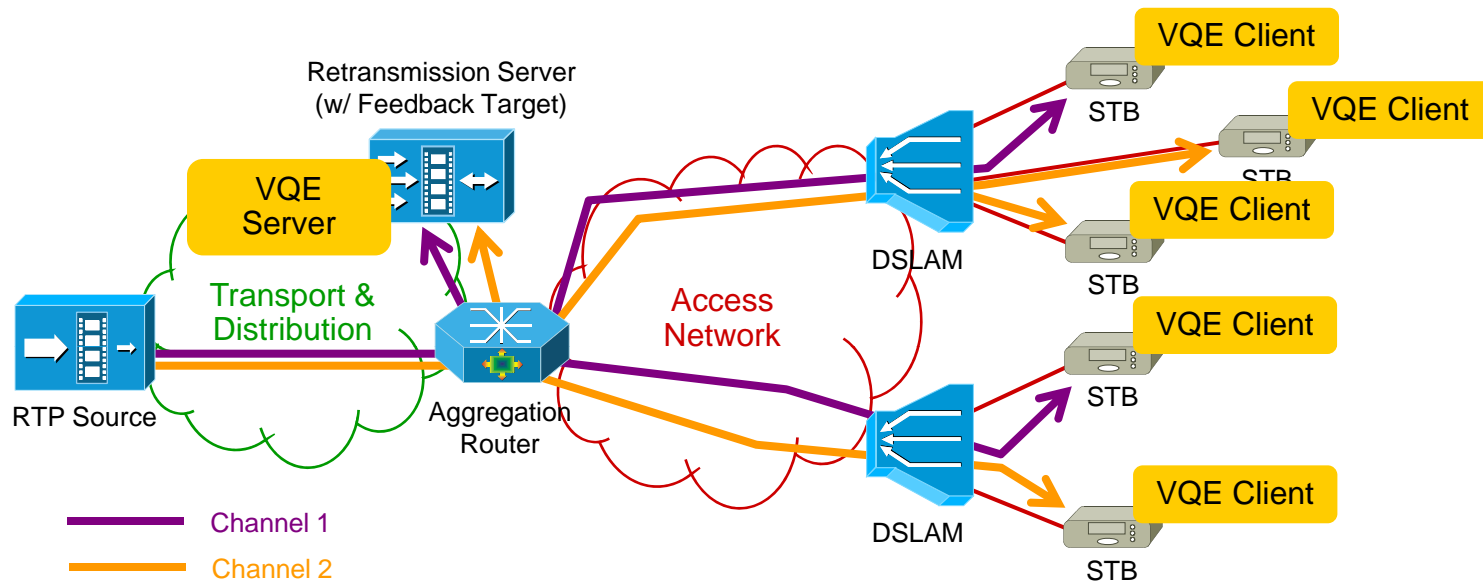 VQE Client
STB
Retransmission Server
(w/ Feedback Target)
VQE Client
STB
VQE
Server
VQE Client
STB
DSLAM
Transport &
Distribution
Access
Network
VQE Client
STB
RTP Source
Aggregation
Router
VQE Client
STB
DSLAM
Channel 1
Channel 2